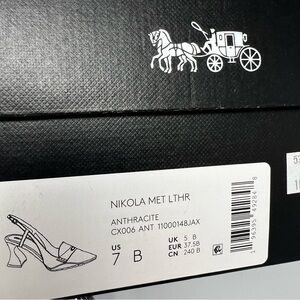 NIKOLA MET LTHR
ANTHRACITE
CX006 ANT 11000148JAX
US 7 B
UK 5 B
EUR 37.5B
CN 240 B